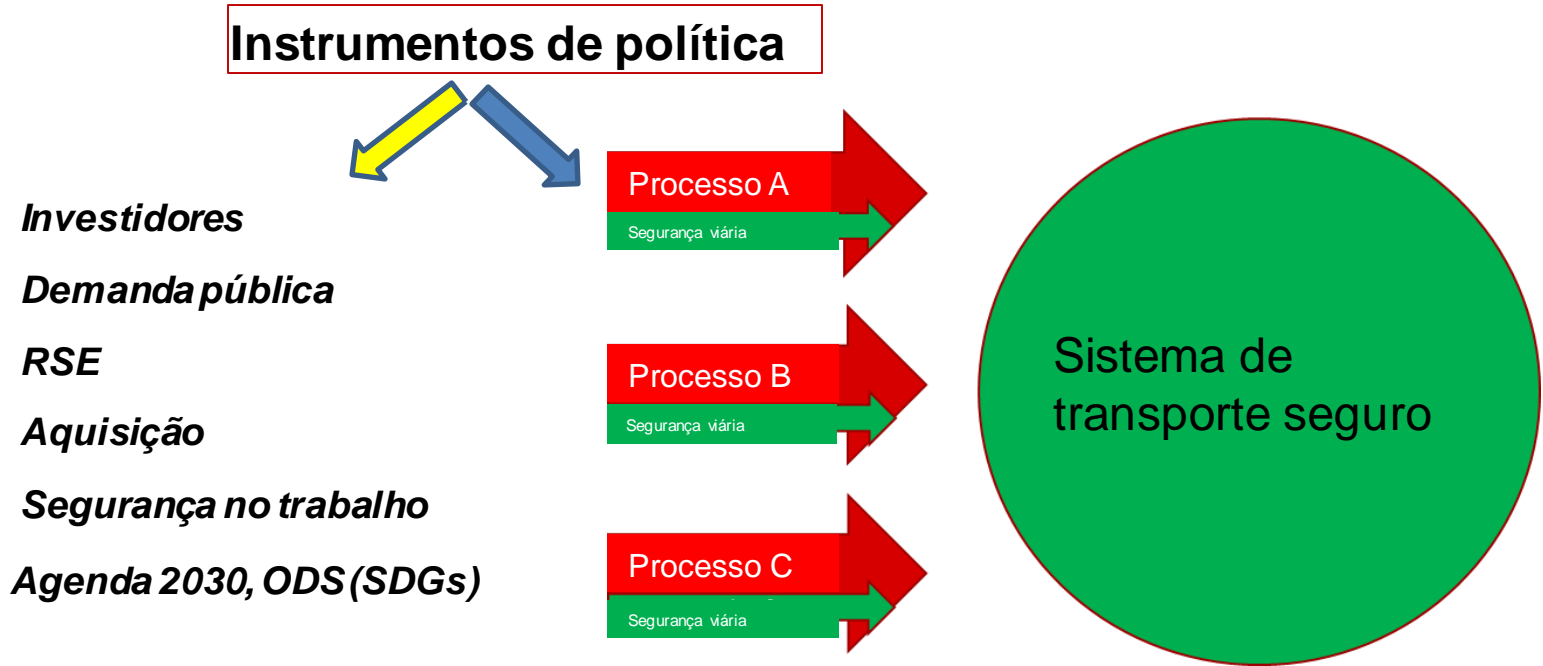 Instrumentos de política
Investidores
Demanda pública
RSE
Aquisição
Segurança no trabalho
Agenda 2030, ODS (SDGs)
Processo A
Segurança viária
Processo B
Segurança viária
Processo C
Segurança viária
Sistema de
transporte seguro